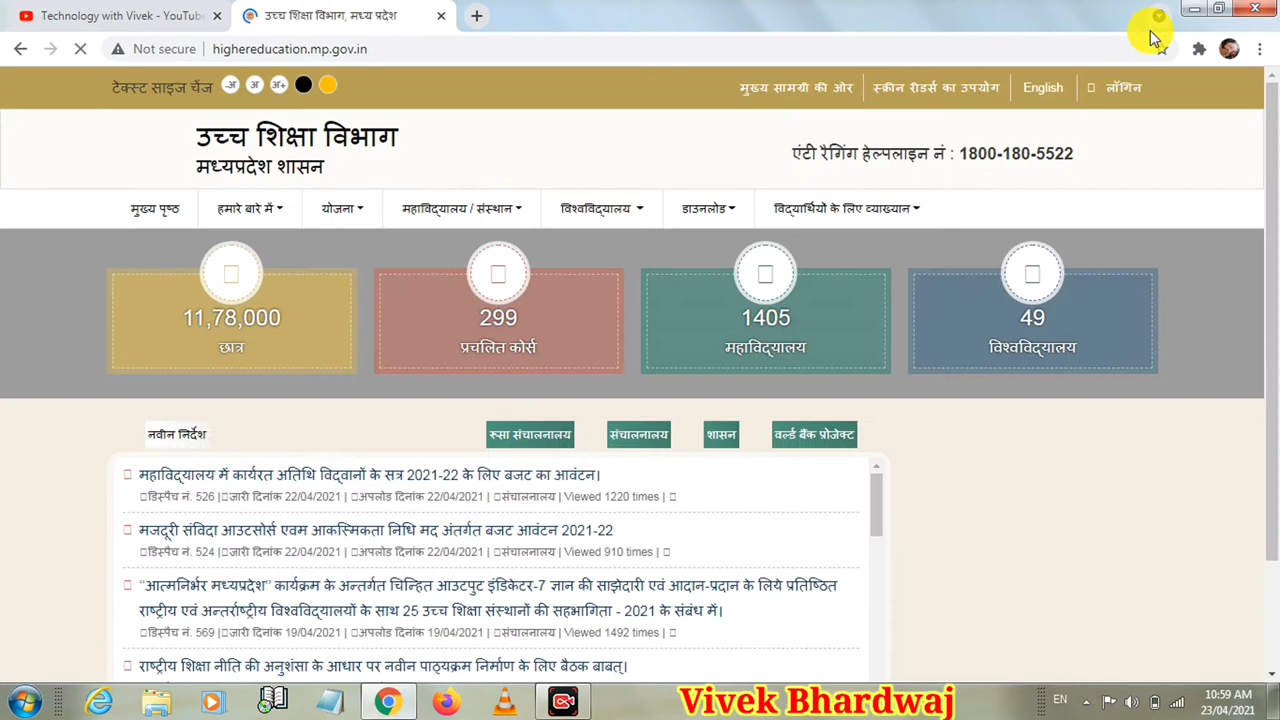 Technology with Vivek - YouTube
उच्च शिक्षा विभाग, मध्य प्रदेश
Not secure highereducation.mp.gov.in
टेक्स्ट साइज चेंज -अ अ अ+
मुख्य सामग्री की ओर स्क्रीन रीडर्स का उपयोग English लॉगिन
उच्च शिक्षा विभाग
मध्यप्रदेश शासन
एंटी रैगिंग हेल्पलाइन नं : 1800-180-5522
मुख्य पृष्ठ हमारे बारे में योजना महाविद्यालय / संस्थान विश्वविद्यालय डाउनलोड विद्यार्थियों के लिए व्याख्यान
11,78,000 299 1405 49
छात्र प्रचलित कोर्स महाविद्यालय विश्वविद्यालय
नवीन निर्देश रूसा संचालनालय संचालनालय शासन वर्ल्ड बैंक प्रोजेक्ट
महाविद्यालय में कार्यरत अतिथि विद्वानों के सत्र 2021-22 के लिए बजट का आवंटन।
डिस्पैच नं. 526 | जारी दिनांक 22/04/2021 | अपलोड दिनांक 22/04/2021 | संचालनालय | Viewed 1220 times |
मजदूरी संविदा आउटसोर्स एवम आकस्मिकता निधि मद अंतर्गत बजट आवंटन 2021-22
डिस्पैच नं. 524 | जारी दिनांक 22/04/2021 | अपलोड दिनांक 22/04/2021 | संचालनालय | Viewed 910 times |
“आत्मनिर्भर मध्यप्रदेश” कार्यक्रम के अन्तर्गत चिन्हित आउटपुट इंडिकेटर-7 ज्ञान की साझेदारी एवं आदान-प्रदान के लिये प्रतिष्ठित
राष्ट्रीय एवं अन्तर्राष्ट्रीय विश्वविद्यालयों के साथ 25 उच्च शिक्षा संस्थानों की सहभागिता - 2021 के संबंध में।
डिस्पैच नं. 569 | जारी दिनांक 19/04/2021 | अपलोड दिनांक 19/04/2021 | संचालनालय | Viewed 1492 times |
राष्ट्रीय शिक्षा नीति की अनुशंसा के आधार पर नवीन पाठ्यक्रम निर्माण के लिए बैठक बाबत्।
Vivek Bhardwaj
EN
10:59 AM
23/04/2021